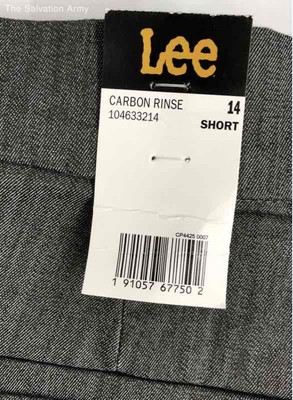 The Salvation Army
Lee
CARBON RINSE 14
104633214 SHORT
CP4425 0007
1 91057 67750 2